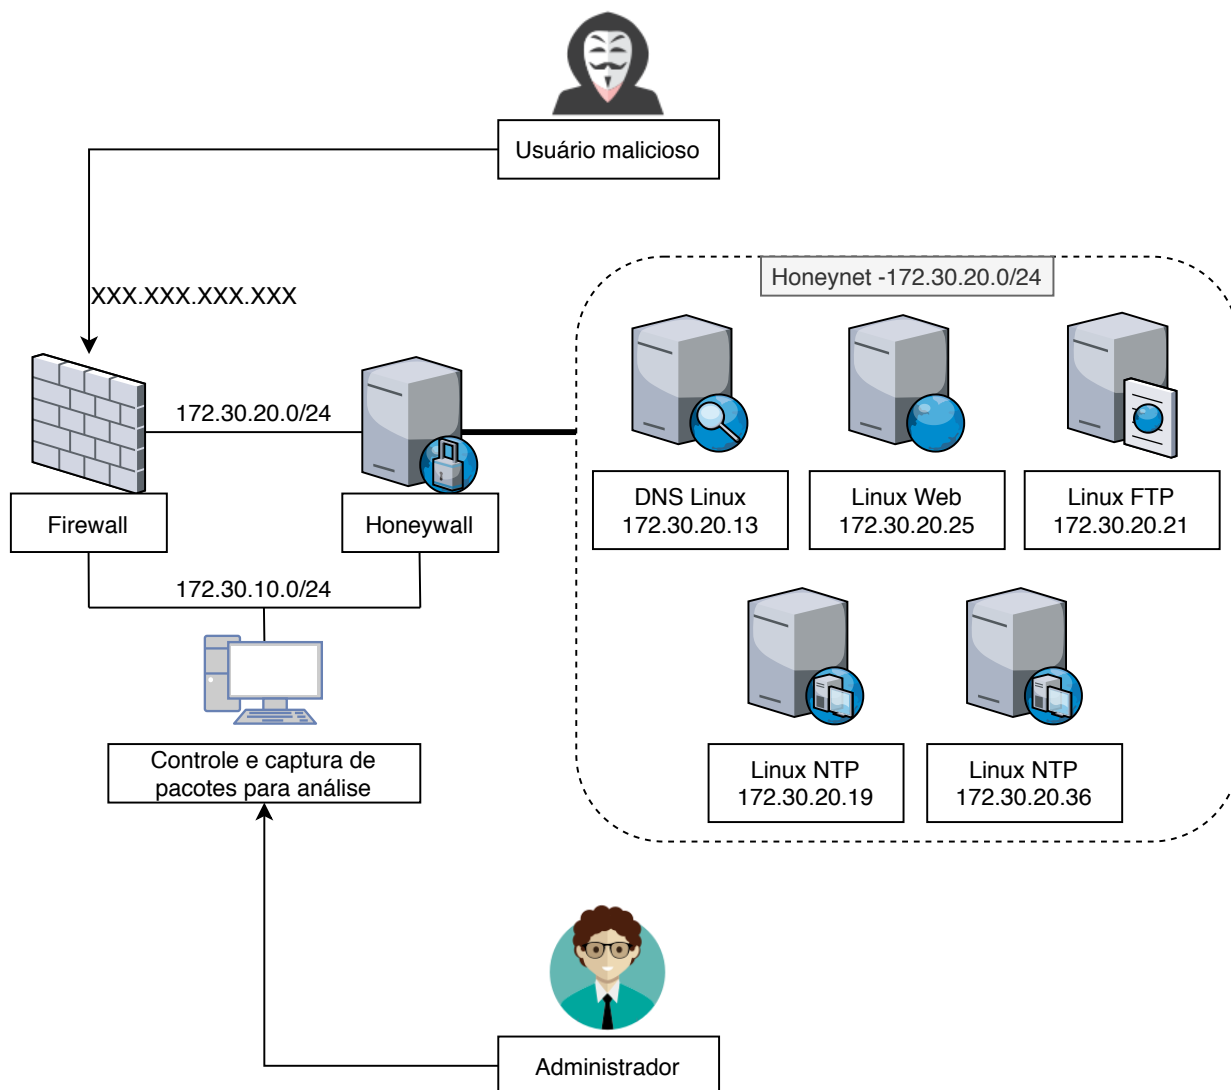 Usuário malicioso
XXX.XXX.XXX.XXX
Honeynet -172.30.20.0/24
172.30.20.0/24
Firewall
Honeywall
DNS Linux
172.30.20.13
Linux Web
172.30.20.25
Linux FTP
172.30.20.21
172.30.10.0/24
Linux NTP
172.30.20.19
Linux NTP
172.30.20.36
Controle e captura de
pacotes para análise
Administrador